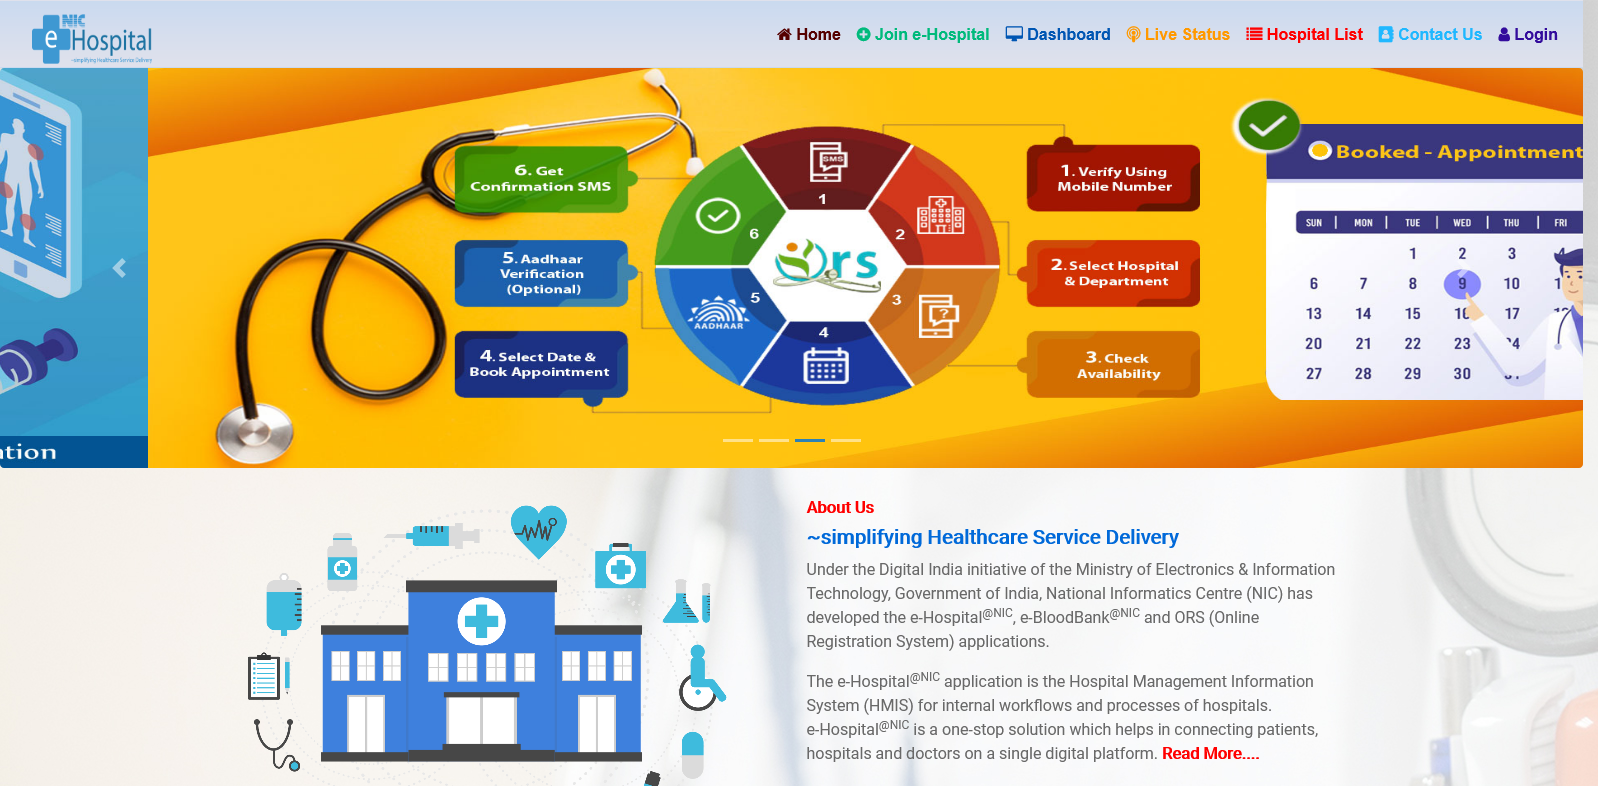 NIC
e Hospital
~simplifying Healthcare Service Delivery
Home Join e-Hospital Dashboard Live Status Hospital List Contact Us Login
6. Get
Confirmation SMS
5. Aadhaar
Verification
(Optional)
4. Select Date &
Book Appointment
SMS
1
2
3
4
5
6
Ors
AADHAAR
?
1. Verify Using
Mobile Number
2. Select Hospital
& Department
3. Check
Availability
Booked - Appointment
SUN | MON | TUE | WED | THU | FRI
1 2 3 4
6 7 8 9 10
13 14 15 16 17
20 21 22 23
27 28 29 30
ntion
About Us
~simplifying Healthcare Service Delivery
Under the Digital India initiative of the Ministry of Electronics & Information
Technology, Government of India, National Informatics Centre (NIC) has
developed the e-Hospital@NIC, e-BloodBank@NIC and ORS (Online
Registration System) applications.
The e-Hospital@NIC application is the Hospital Management Information
System (HMIS) for internal workflows and processes of hospitals.
e-Hospital@NIC is a one-stop solution which helps in connecting patients,
hospitals and doctors on a single digital platform. Read More....